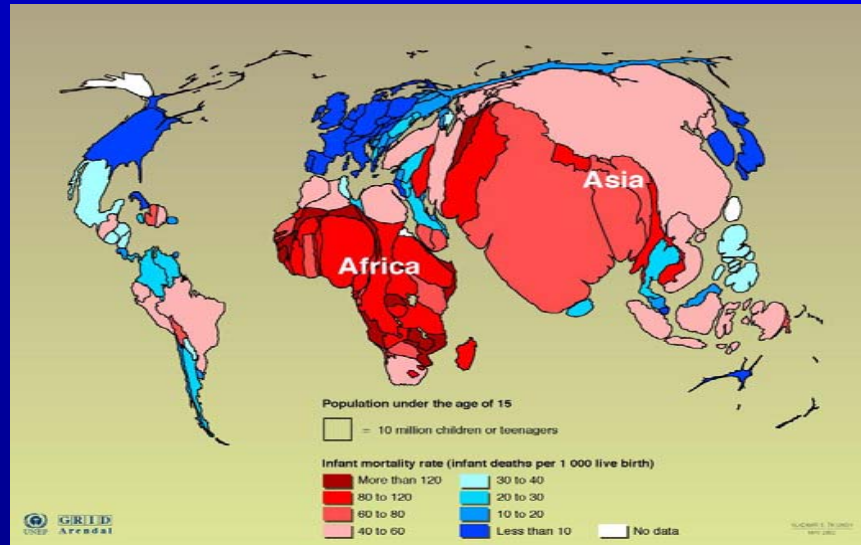 Asia
Africa
Population under the age of 15
= 10 million children or teenagers
Infant mortality rate (infant deaths per 1 000 live birth)
More than 120
80 to 120
60 to 80
40 to 60
30 to 40
20 to 30
10 to 20
Less than 10
No data
UNEP
GRID
Arendal